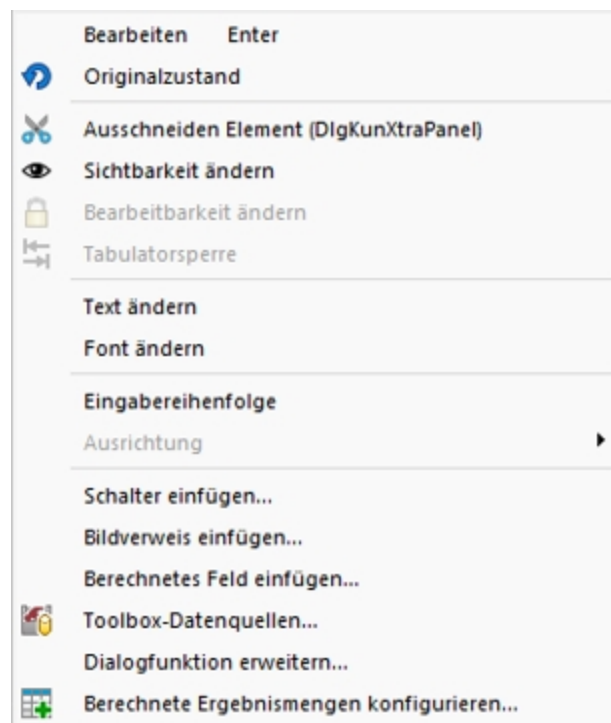 Bearbeiten Enter
Originalzustand
Ausschneiden Element (DlgKunXtraPanel)
Sichtbarkeit ändern
Bearbeitbarkeit ändern
Tabulatorsperre
Text ändern
Font ändern
Eingabereihenfolge
Ausrichtung
Schalter einfügen...
Bildverweis einfügen...
Berechnetes Feld einfügen...
Toolbox-Datenquellen...
Dialogfunktion erweitern...
Berechnete Ergebnismengen konfigurieren...